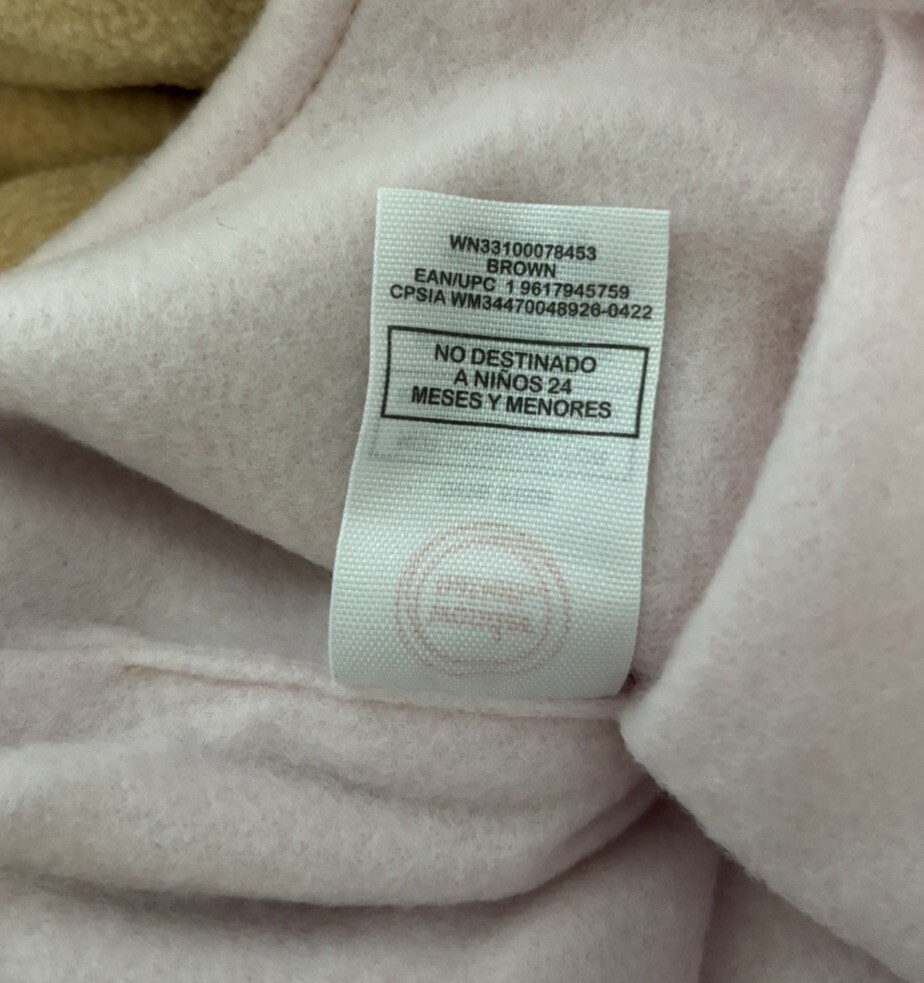 WN33100078453
BROWN
EAN/UPC 1 9617945759
CPSIA WM34470048926-0422
NO DESTINADO
A NIÑOS 24
MESES Y MENORES